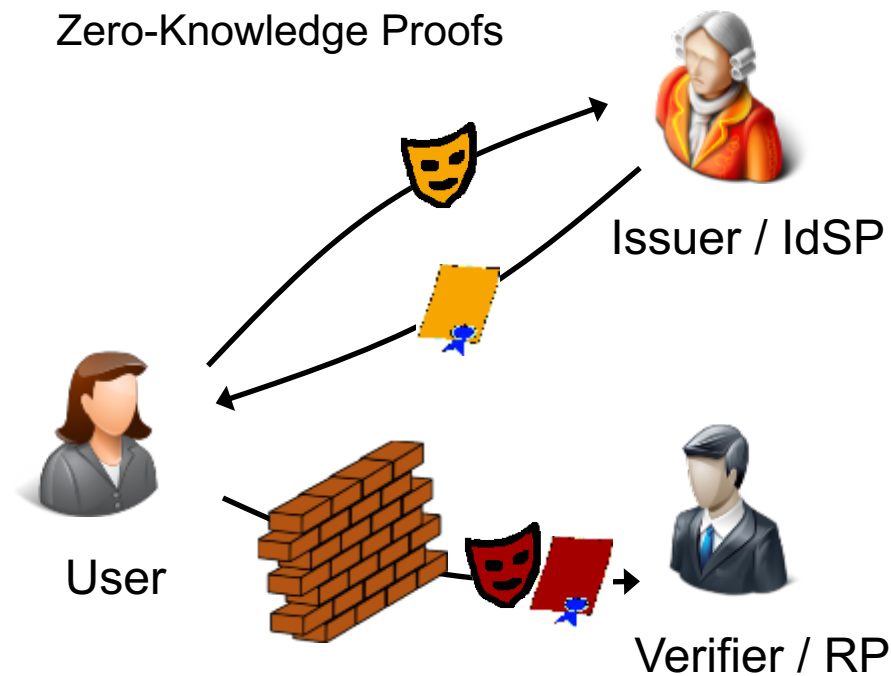 Zero-Knowledge Proofs
Issuer / IdSP
User
Verifier / RP